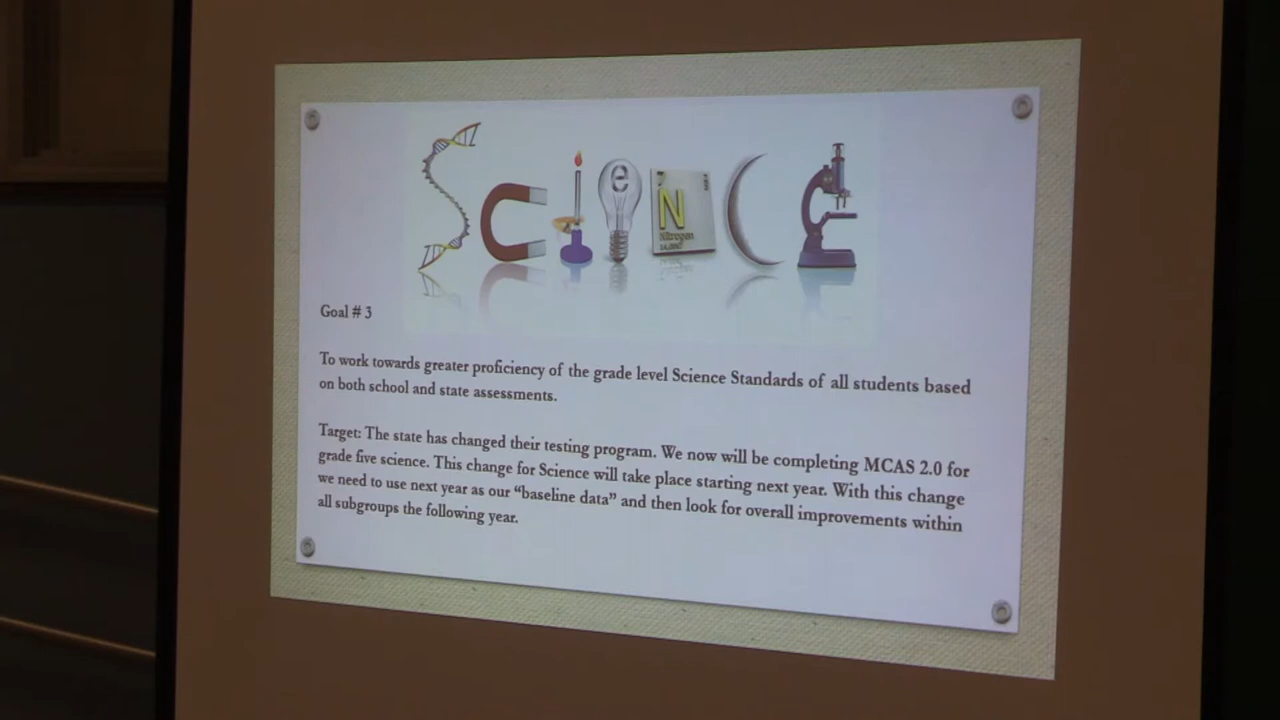 ScieNCE
7
N
Nitrogen
Goal # 3
To work towards greater proficiency of the grade level Science Standards of all students based
on both school and state assessments.
Target: The state has changed their testing program. We now will be completing MCAS 2.0 for
grade five science. This change for Science will take place starting next year. With this change
we need to use next year as our “baseline data” and then look for overall improvements within
all subgroups the following year.